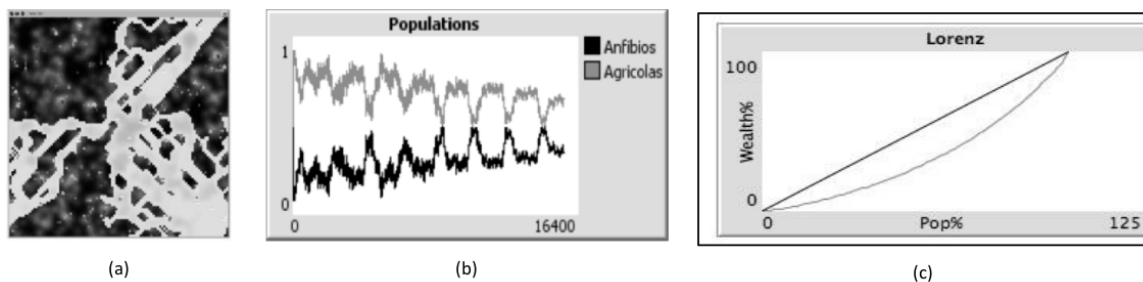 Populations
1
0
0
16400
Anfibios
Agricolas
Lorenz
100
Wealth%
0
0
Pop%
125
(a)
(b)
(c)